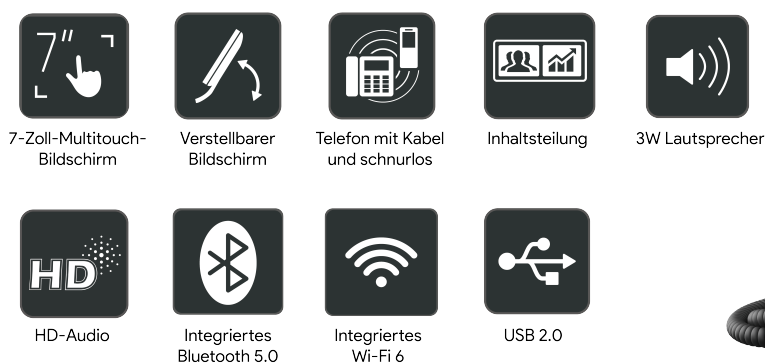 7"
7-Zoll-Multitouch-
Bildschirm
Verstellbarer
Bildschirm
Telefon mit Kabel
und schnurlos
Inhaltsteilung
3W Lautsprecher
HD
HD-Audio
Integriertes
Bluetooth 5.0
Integriertes
Wi-Fi 6
USB 2.0